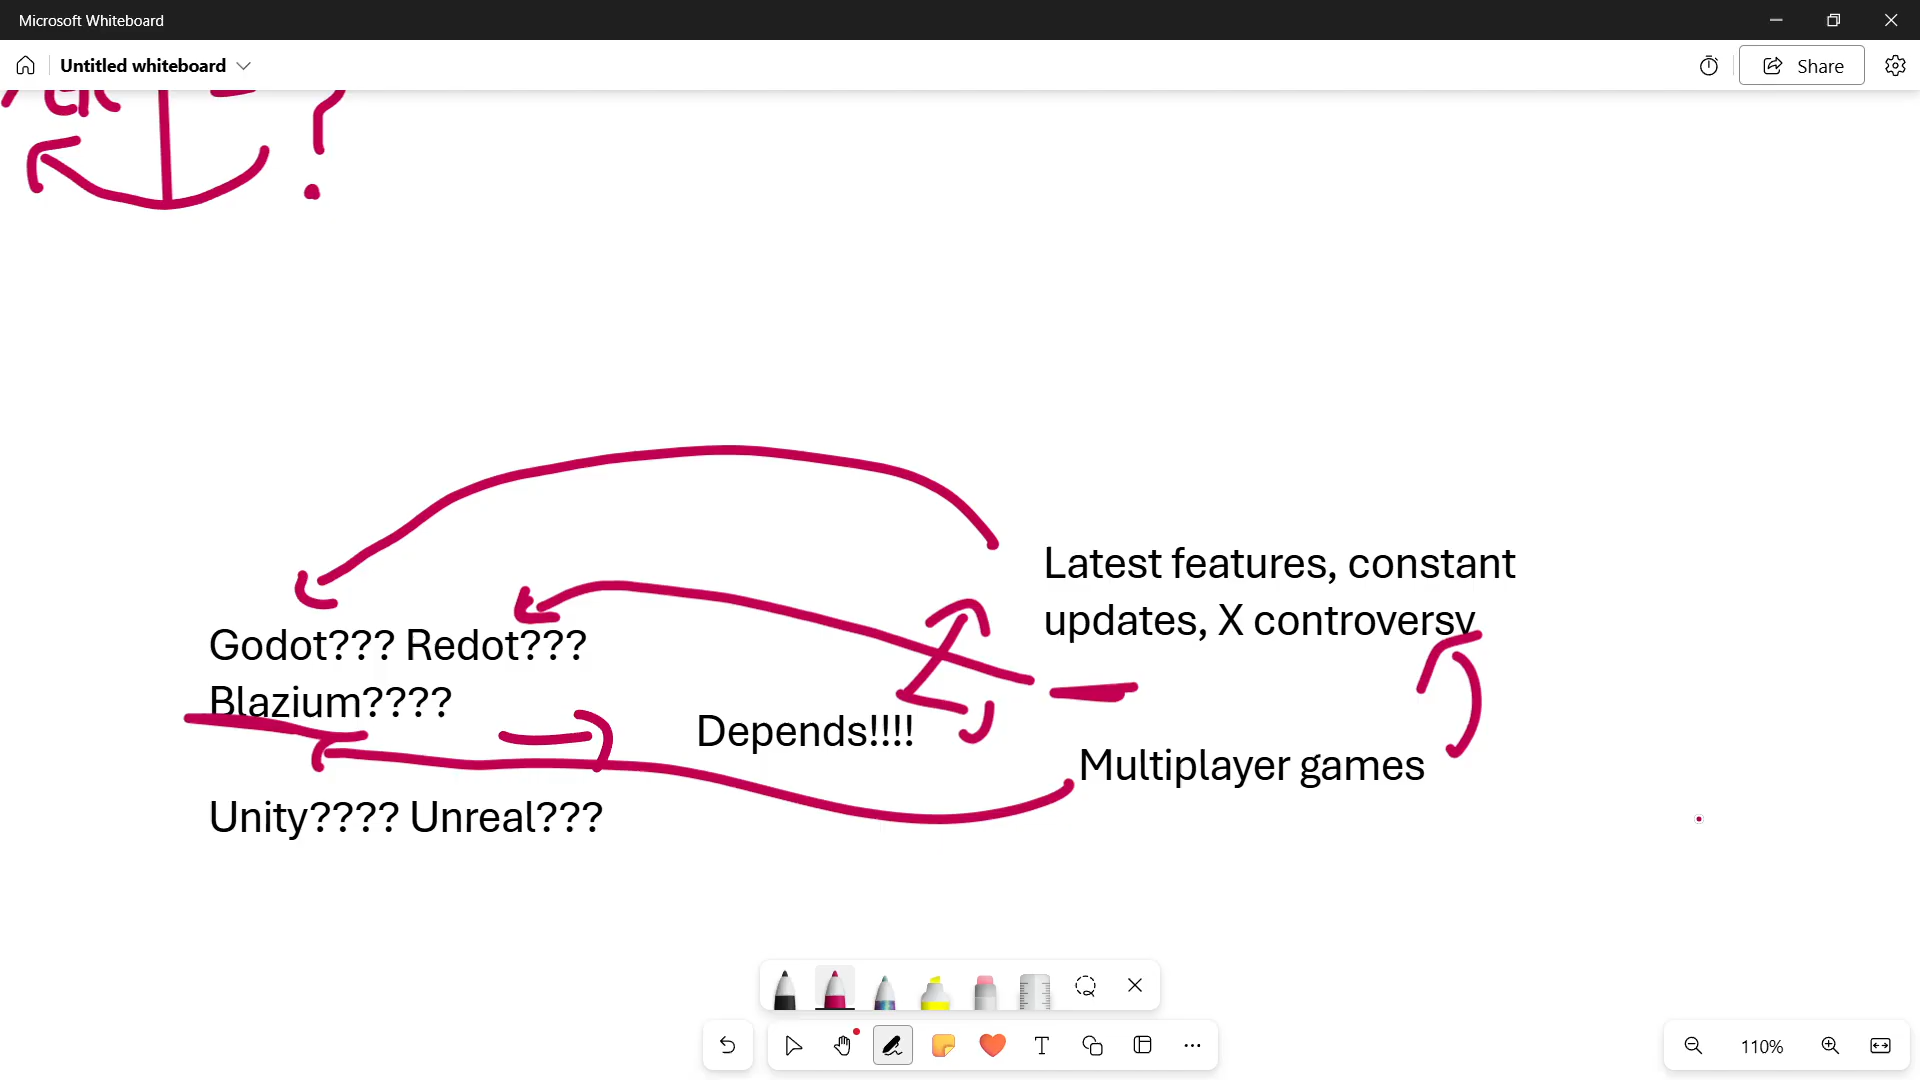 Microsoft Whiteboard
Untitled whiteboard
Share
?
Latest features, constant
updates, X controversy
Godot??? Redot???
Blazium????
Depends!!!!
Multiplayer games
Unity???? Unreal???
110%